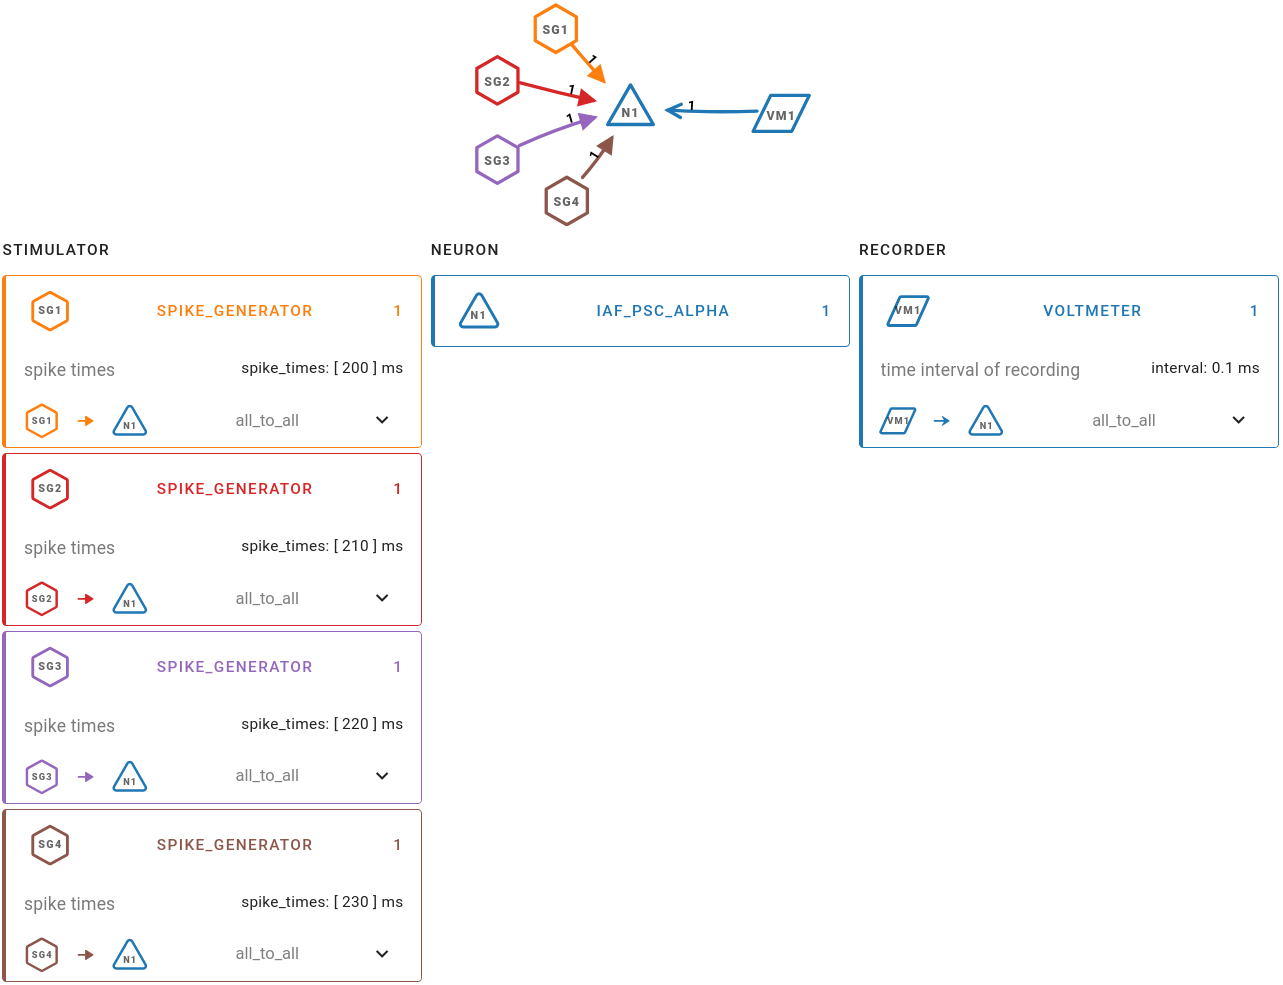 SG1
1
SG2
1
1
N1
VM1
1
SG3
1
SG4
STIMULATOR
NEURON
RECORDER
SG1 SPIKE_GENERATOR 1
spike times spike_times: [ 200 ] ms
SG1 N1 all_to_all
SG2 SPIKE_GENERATOR 1
spike times spike_times: [ 210 ] ms
SG2 N1 all_to_all
SG3 SPIKE_GENERATOR 1
spike times spike_times: [ 220 ] ms
SG3 N1 all_to_all
SG4 SPIKE_GENERATOR 1
spike times spike_times: [ 230 ] ms
SG4 N1 all_to_all
N1 IAF_PSC_ALPHA 1
VM1 VOLTMETER 1
time interval of recording interval: 0.1 ms
VM1 N1 all_to_all